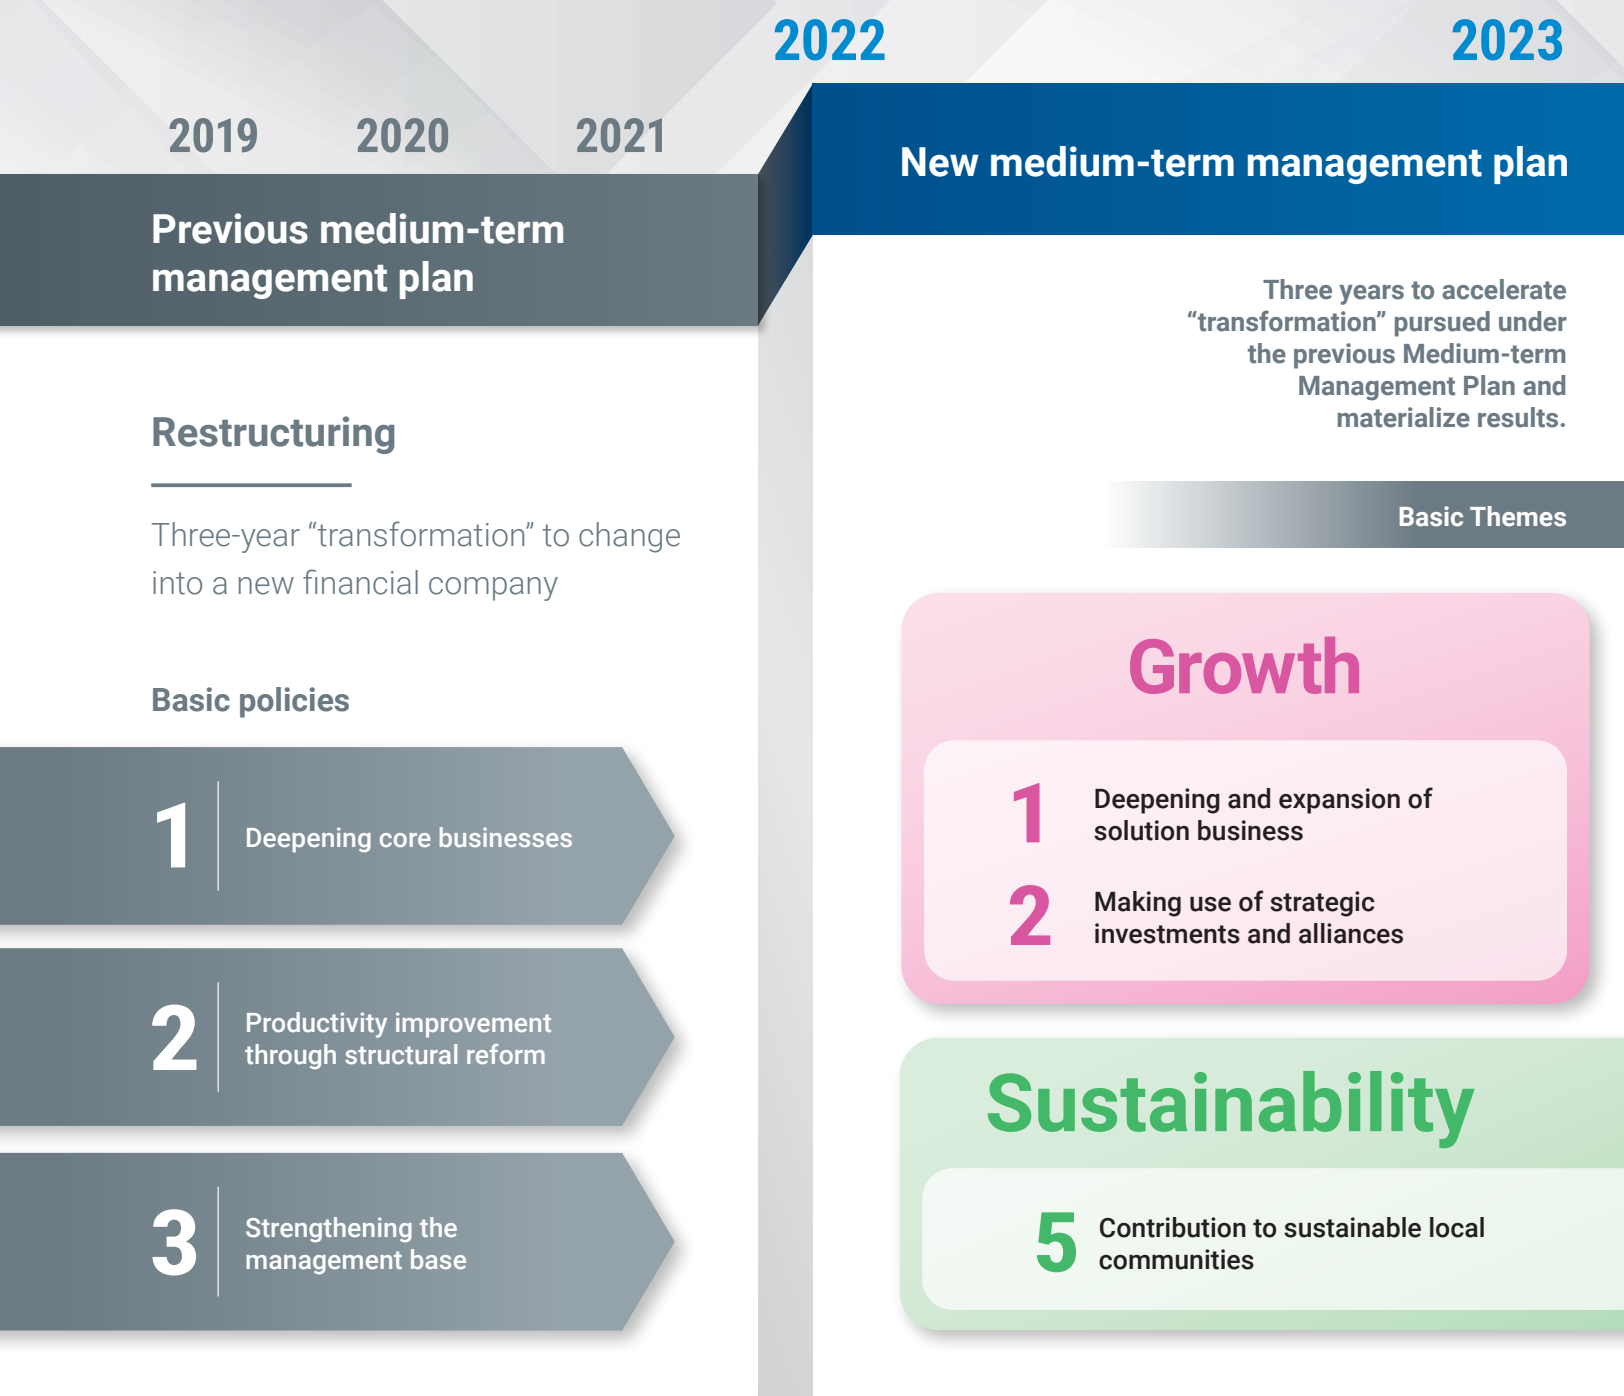 2019 2020 2021
Previous medium-term
management plan
Restructuring
Three-year “transformation” to change
into a new financial company
Basic policies
1 Deepening core businesses
2 Productivity improvement
through structural reform
3 Strengthening the
management base
2022 2023
New medium-term management plan
Three years to accelerate
“transformation” pursued under
the previous Medium-term
Management Plan and
materialize results.
Basic Themes
Growth
1 Deepening and expansion of
solution business
2 Making use of strategic
investments and alliances
Sustainability
5 Contribution to sustainable local
communities